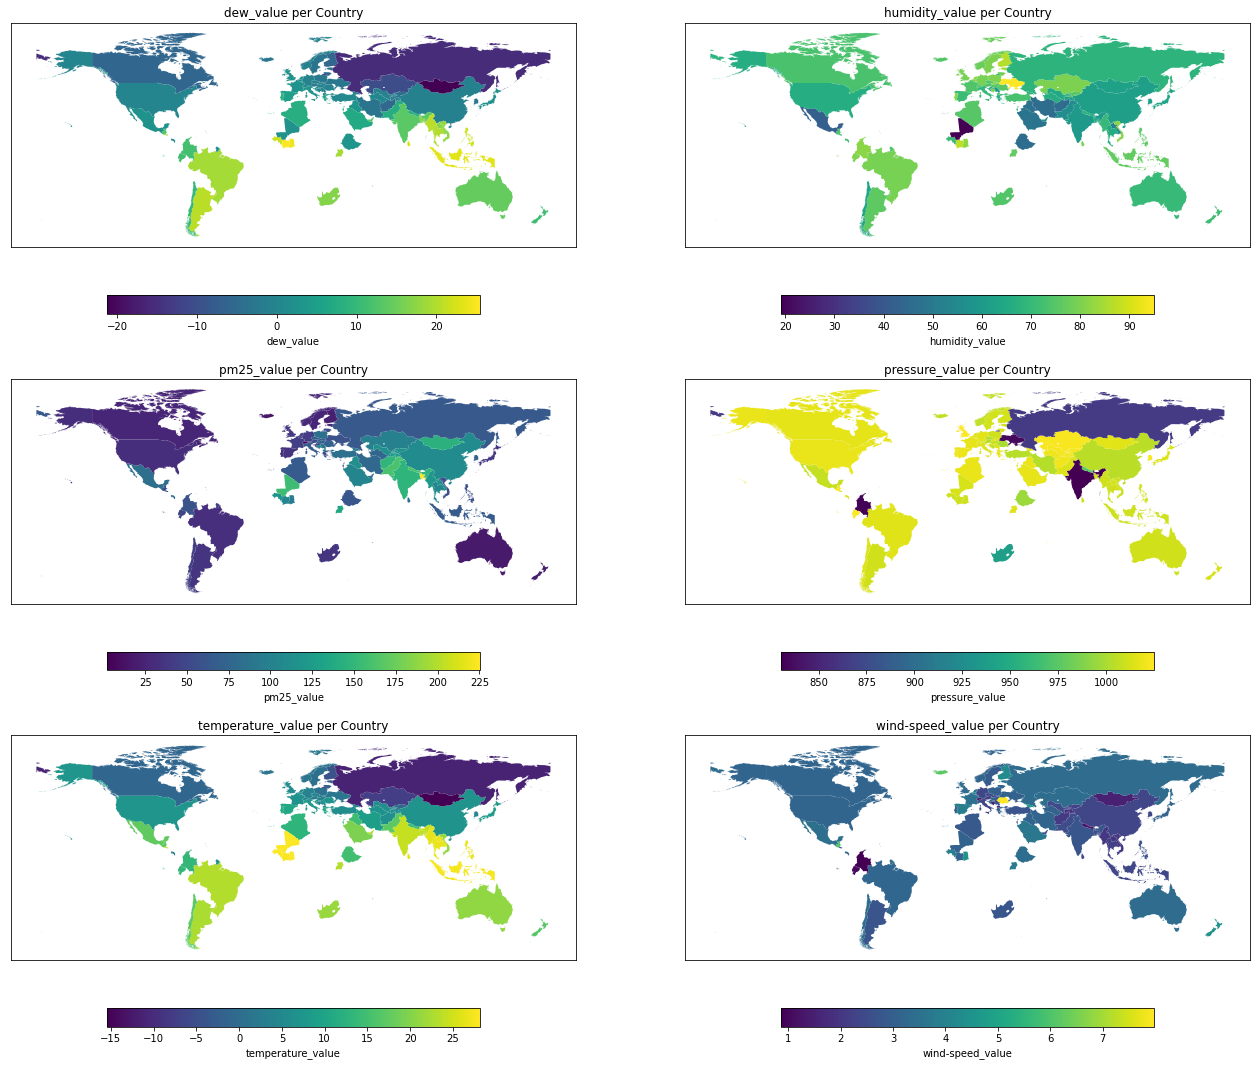 dew_value per Country
humidity_value per Country
−20 −10 0 10 20
dew_value
20 30 40 50 60 70 80 90
humidity_value
pm25_value per Country
pressure_value per Country
25 50 75 100 125 150 175 200 225
pm25_value
850 875 900 925 950 975 1000
pressure_value
temperature_value per Country
wind-speed_value per Country
−15 −10 −5 0 5 10 15 20 25
temperature_value
1 2 3 4 5 6 7
wind-speed_value